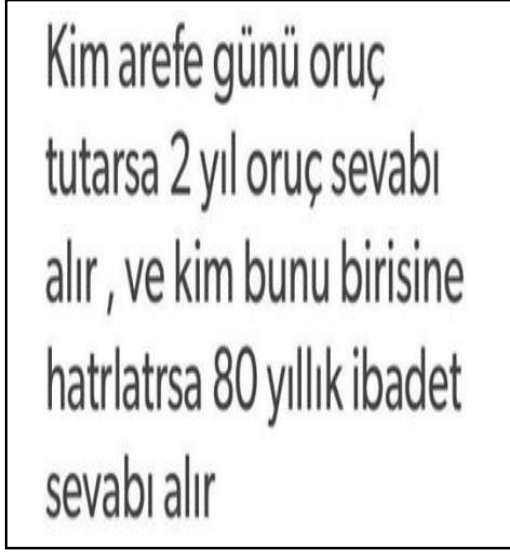 Kim arefe günü oruç
tutarsa 2 yıl oruç sevabı
alır , ve kim bunu birisine
hatrlatrsa 80 yıllık ibadet
sevabı alır